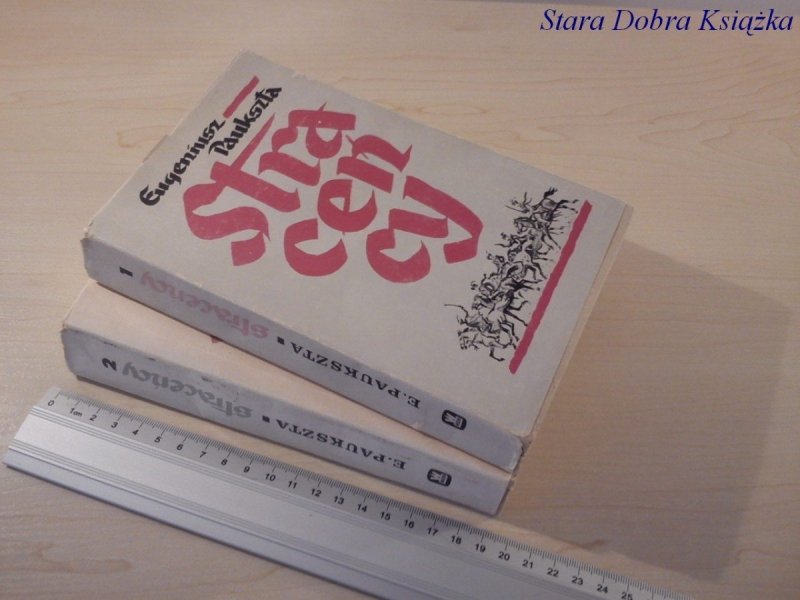 Stara Dobra Książka
Eugeniusz
Paukszta
Stra
cen
cy
1 straceńcy ▪ E. PAUKSZTA
2 straceńcy ▪ E. PAUKSZTA
0 1cm 2 3 4 5 6 7 8 9 10 11 12 13 14 15 16 17 18 19 20 21 22 23 24 25